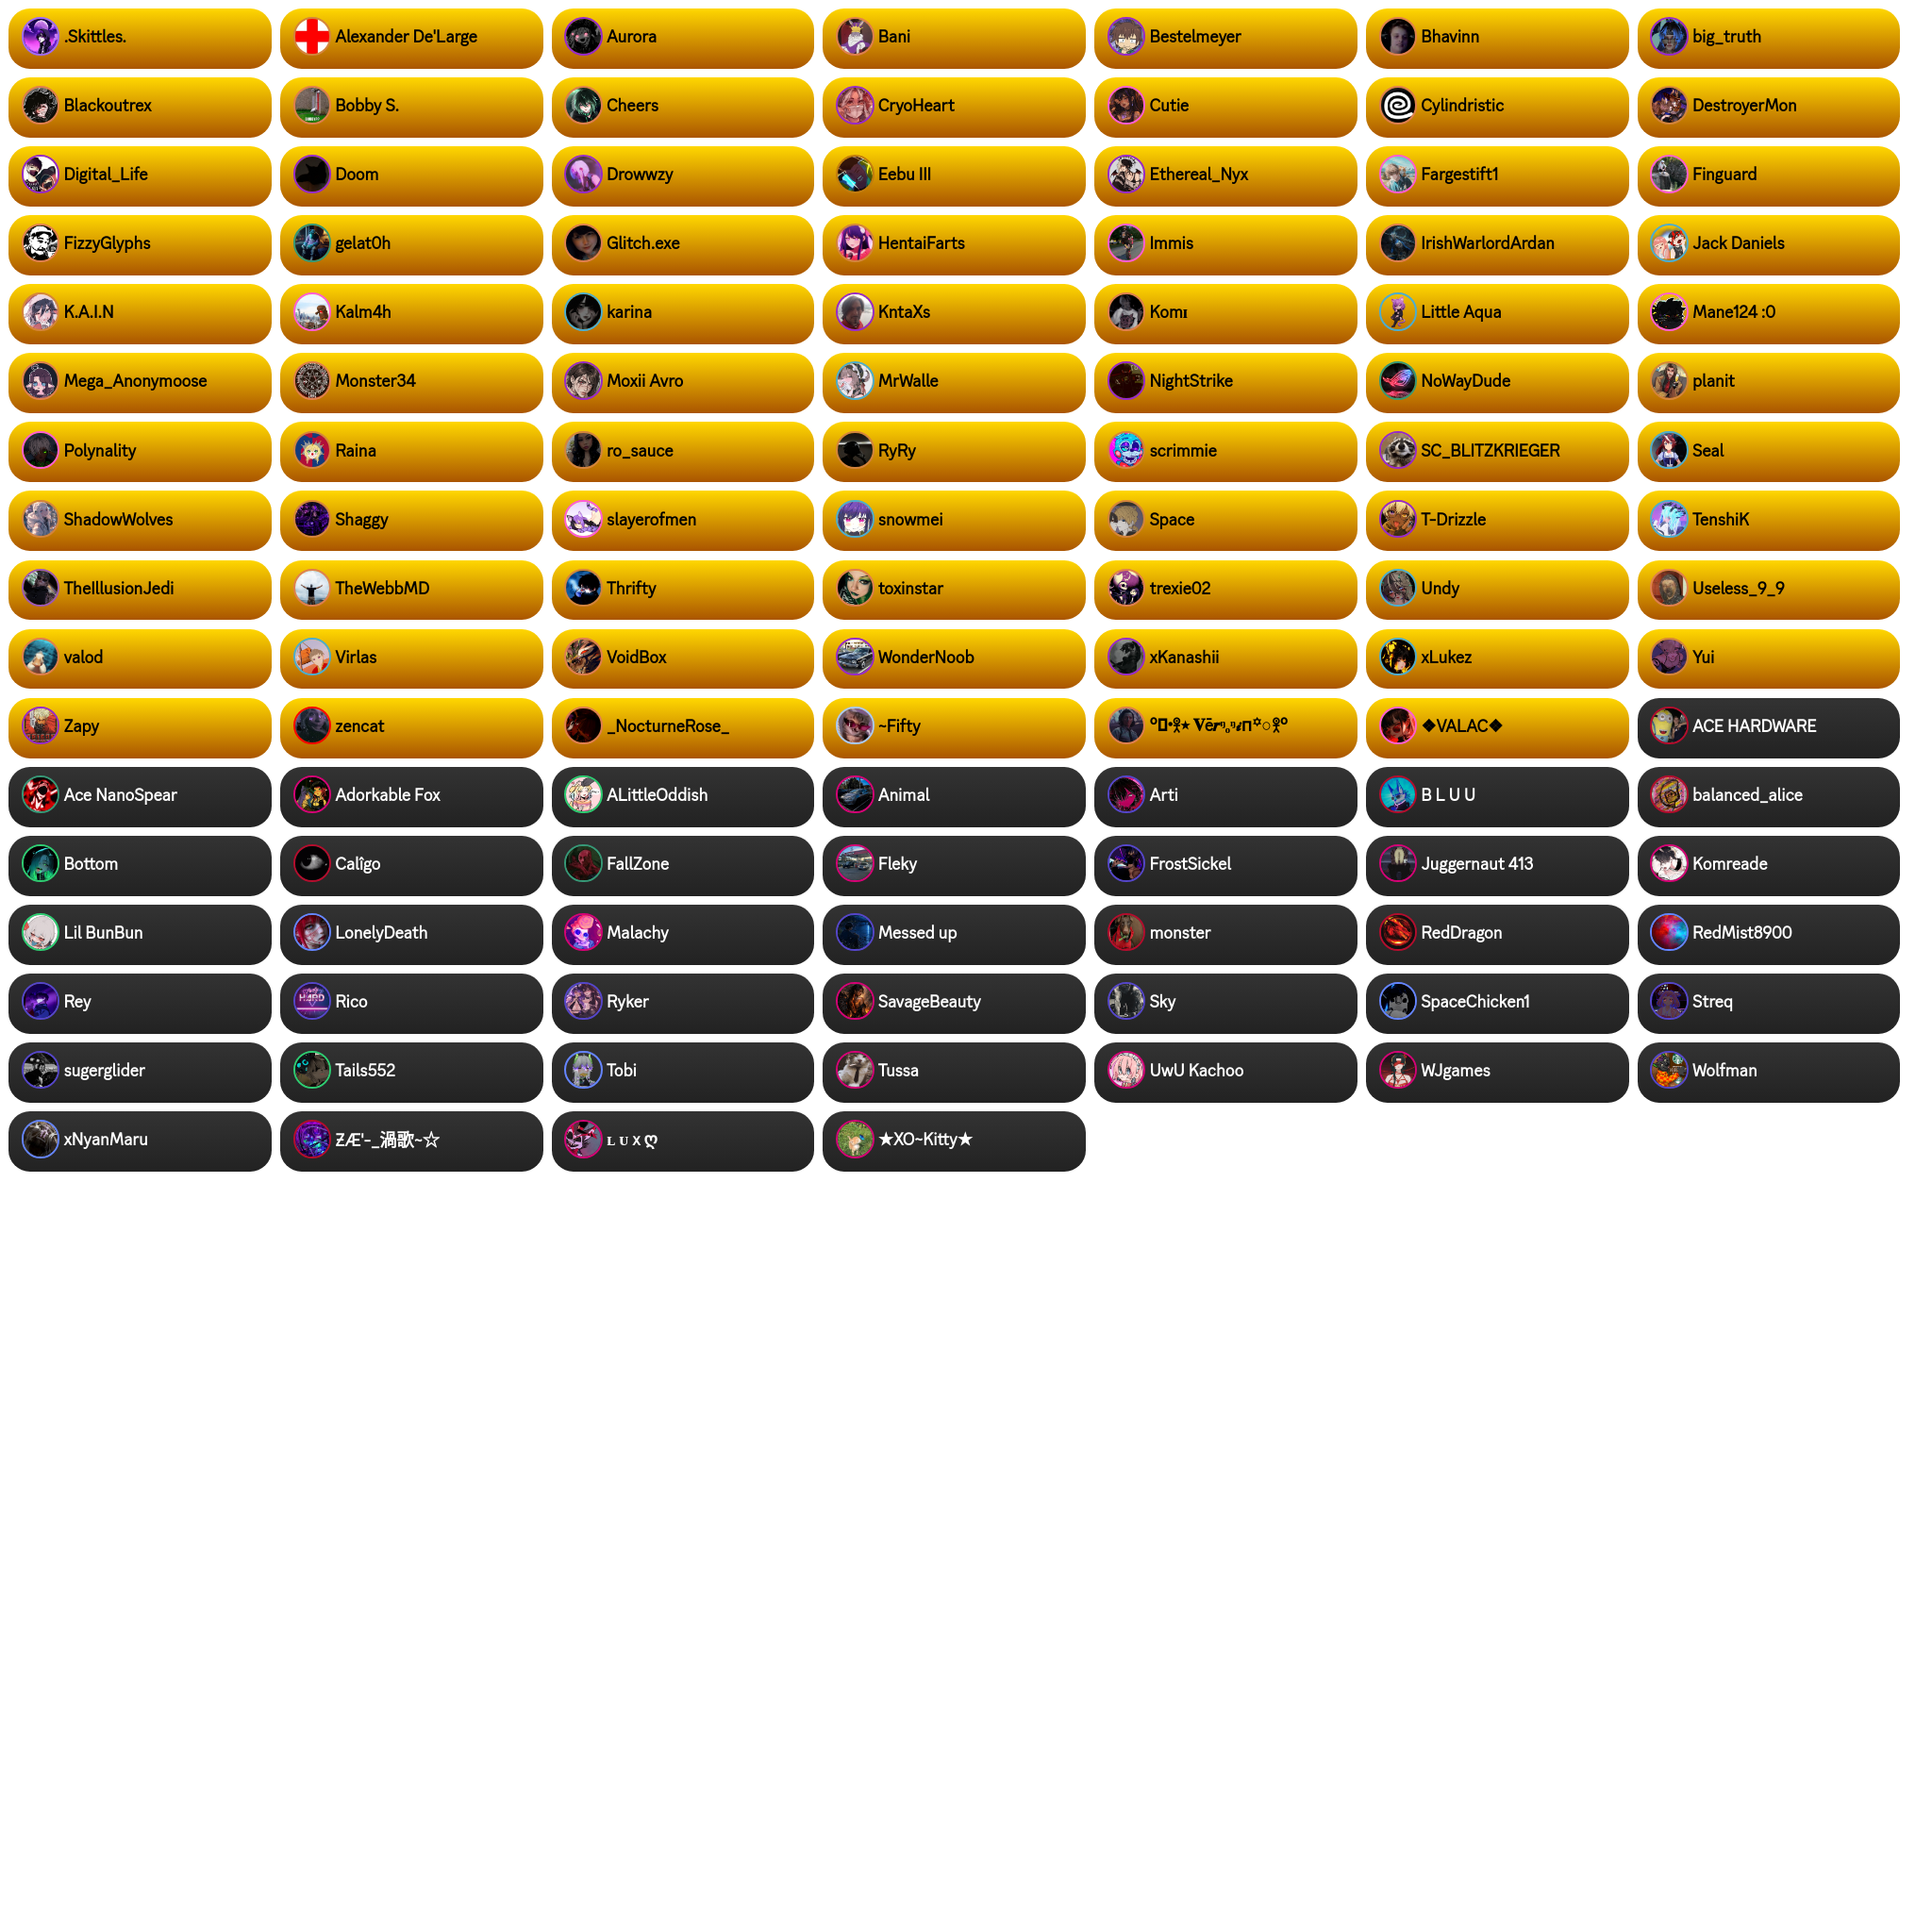 .Skittles. Alexander De'Large Aurora Bani Bestelmeyer Bhavinn big_truth
Blackoutrex Bobby S. Cheers CryoHeart Cutie Cylindristic DestroyerMon
Digital_Life Doom Drowwzy Eebu III Ethereal_Nyx Fargestift1 Finguard
FizzyGlyphs gelat0h Glitch.exe HentaiFarts Immis IrishWarlordArdan Jack Daniels
K.A.I.N Kalm4h karina KntaXs Komı Little Aqua Mane124 :0
Mega_Anonymoose Monster34 Moxii Avro MrWalle NightStrike NoWayDude planit
Polynality Raina ro_sauce RyRy scrimmie SC_BLITZKRIEGER Seal
ShadowWolves Shaggy slayerofmen snowmei Space T-Drizzle TenshiK
TheIllusionJedi TheWebbMD Thrifty toxinstar trexie02 Undy Useless_9_9
valod Virlas VoidBox WonderNoob xKanashii xLukez Yui
Zapy zencat _NocturneRose_ ~Fifty ❖VALAC❖ ACE HARDWARE
Ace NanoSpear Adorkable Fox ALittleOddish Animal Arti B L U U balanced_alice
Bottom Calîgo FallZone Fleky FrostSickel Juggernaut 413 Komreade
Lil BunBun LonelyDeath Malachy Messed up monster RedDragon RedMist8900
Rey Rico Ryker SavageBeauty Sky SpaceChicken1 Streq
sugerglider Tails552 Tobi Tussa UwU Kachoo WJgames Wolfman
xNyanMaru ƵÆ'-_渦歌~☆ ʟ ᴜ x ღ ★XO~Kitty★